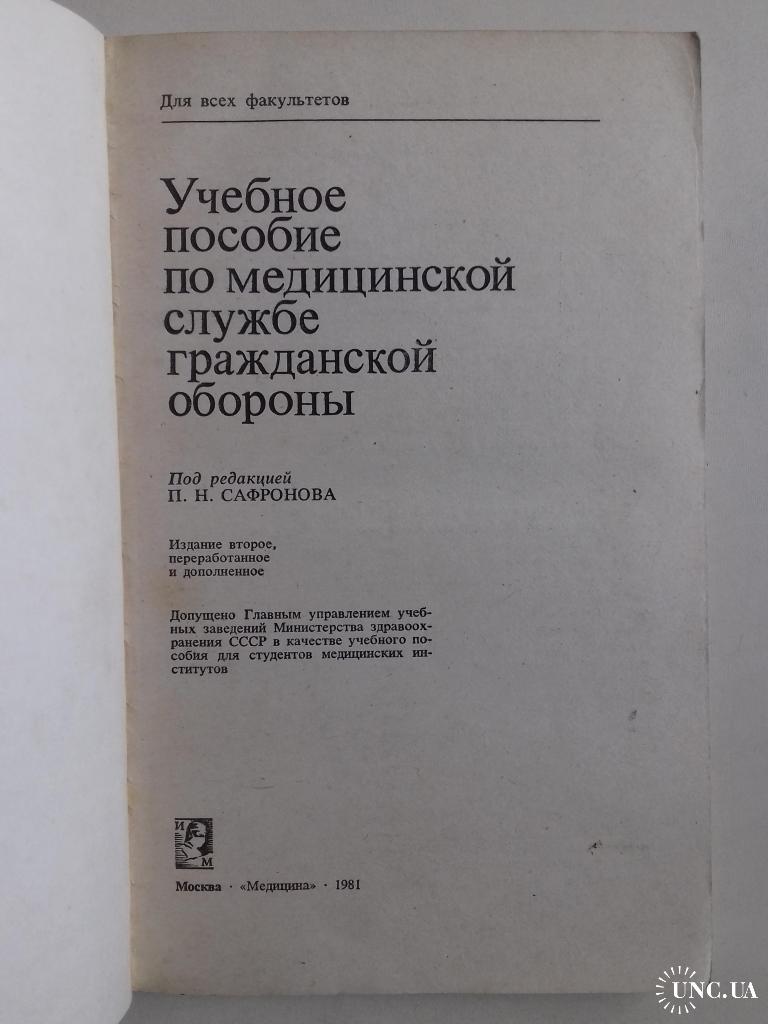 Для всех факультетов
Учебное
пособие
по медицинской
службе
гражданской
обороны
Под редакцией
П. Н. САФРОНОВА
Издание второе,
переработанное
и дополненное
Допущено Главным управлением учеб-
ных заведений Министерства здравоох-
ранения СССР в качестве учебного по-
собия для студентов медицинских ин-
ститутов
И
М
Москва · «Медицина» · 1981
UNC.UA